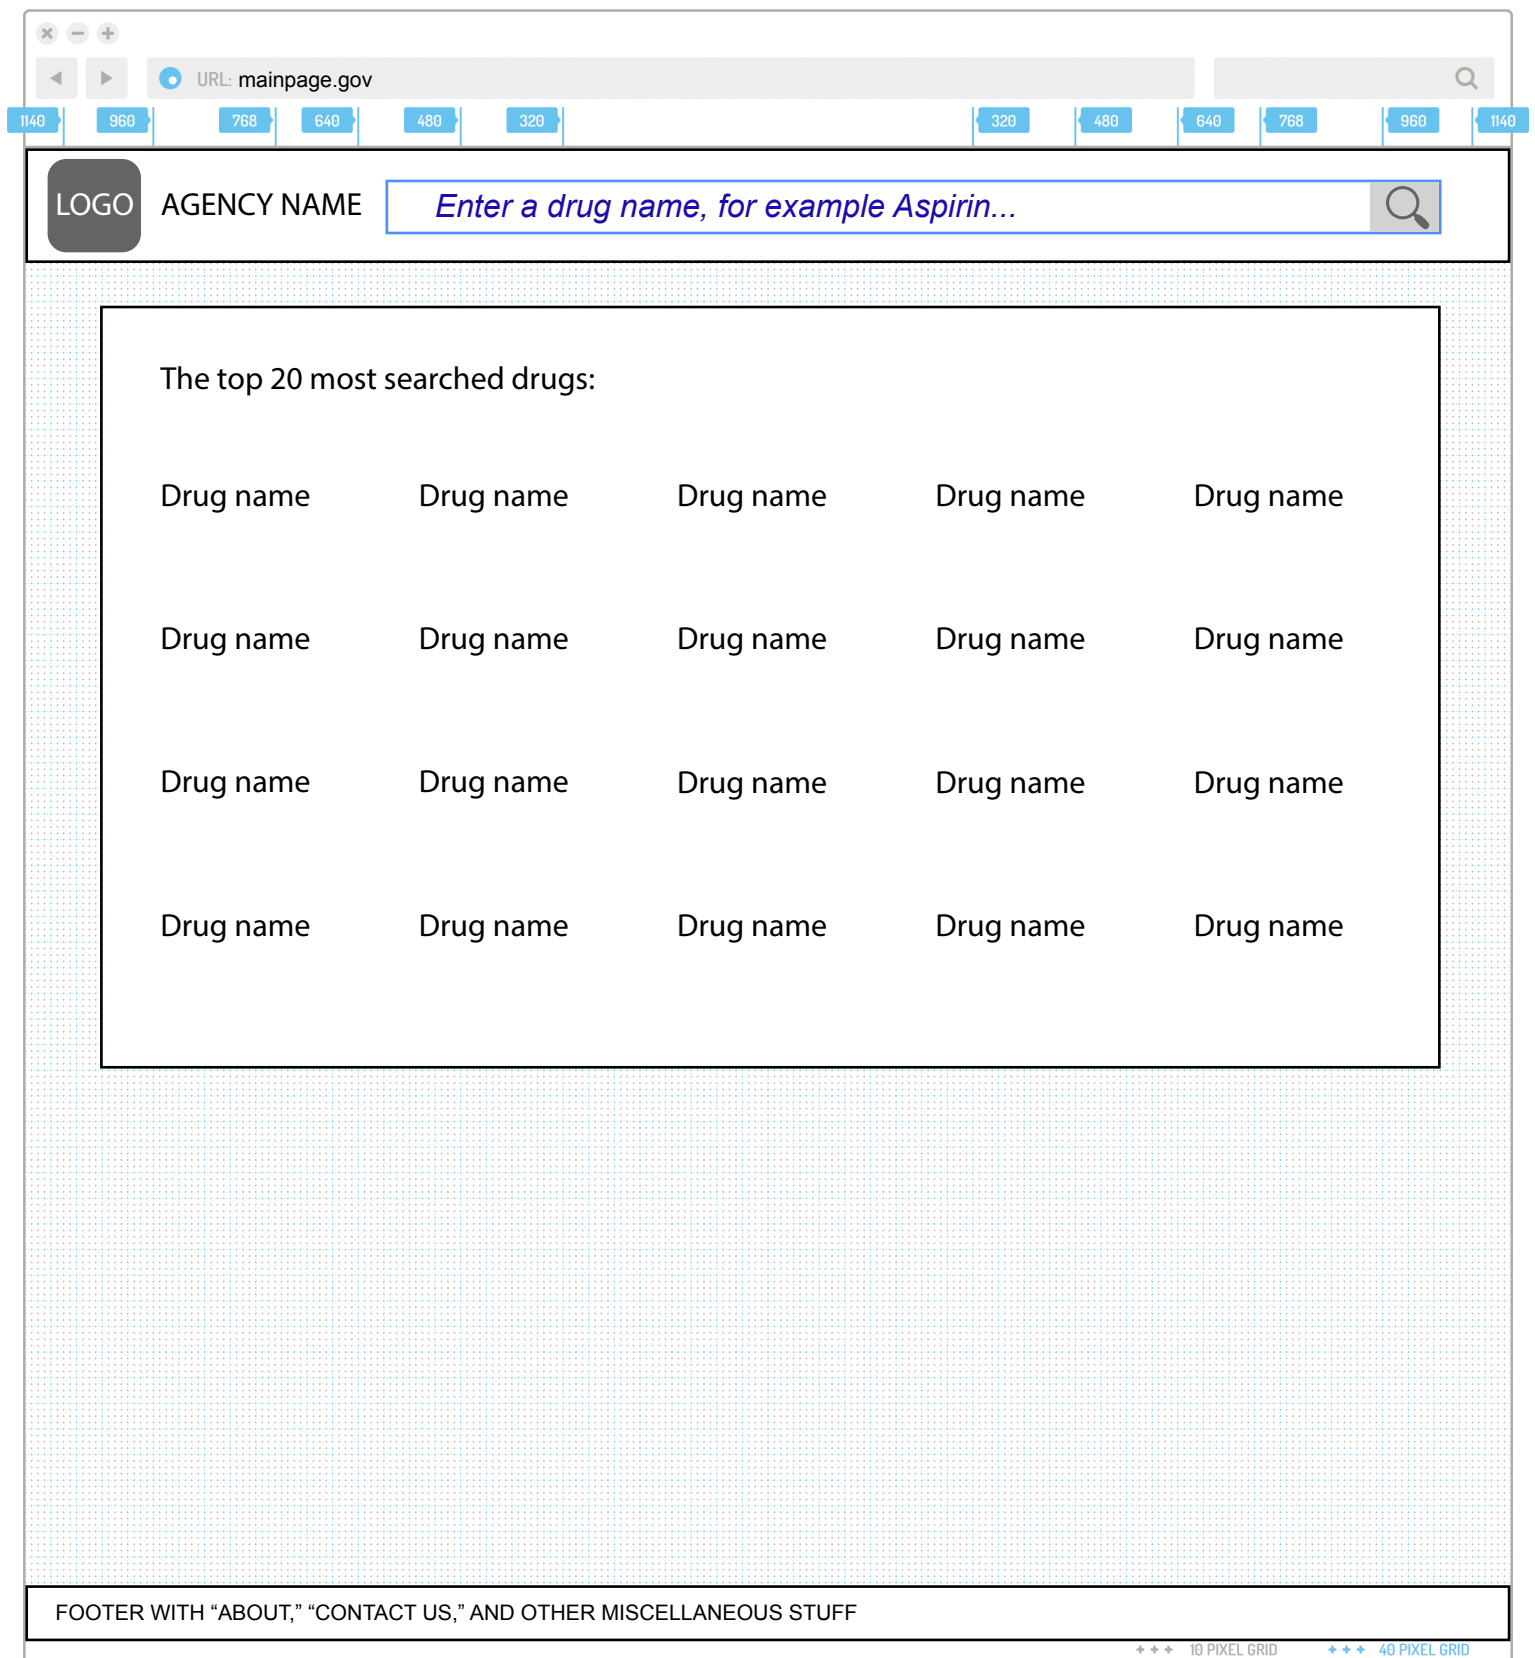 URL: mainpage.gov
1140 960 768 640 480 320 320 480 640 768 960 1140
LOGO AGENCY NAME Enter a drug name, for example Aspirin...
The top 20 most searched drugs:
Drug name Drug name Drug name Drug name Drug name
Drug name Drug name Drug name Drug name Drug name
Drug name Drug name Drug name Drug name Drug name
Drug name Drug name Drug name Drug name Drug name
FOOTER WITH “ABOUT,” “CONTACT US,” AND OTHER MISCELLANEOUS STUFF
+ + + 10 PIXEL GRID + + + 40 PIXEL GRID